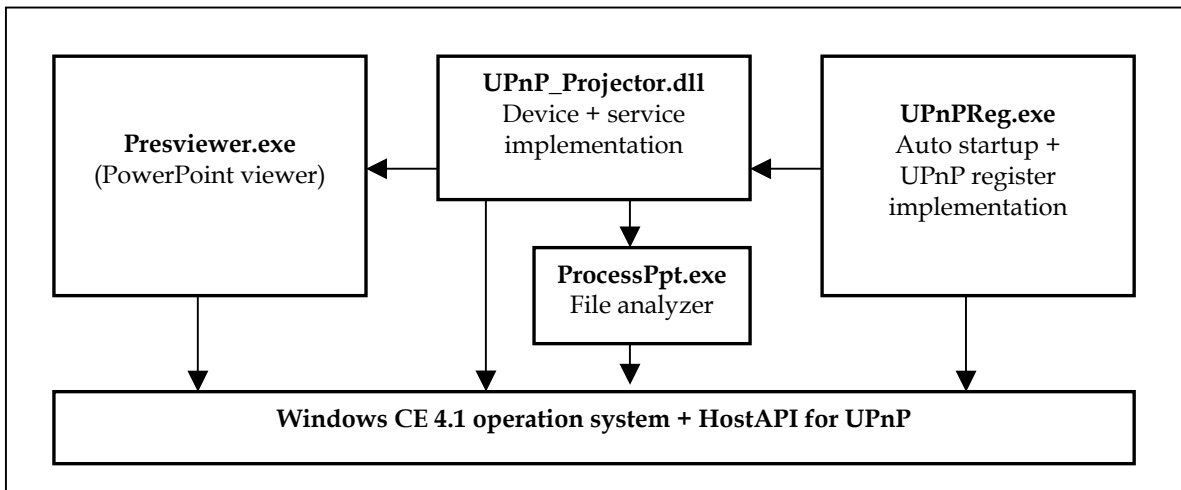 Presviewer.exe
(PowerPoint viewer)
UPnP_Projector.dll
Device + service
implementation
UPnPReg.exe
Auto startup +
UPnP register
implementation
ProcessPpt.exe
File analyzer
Windows CE 4.1 operation system + HostAPI for UPnP